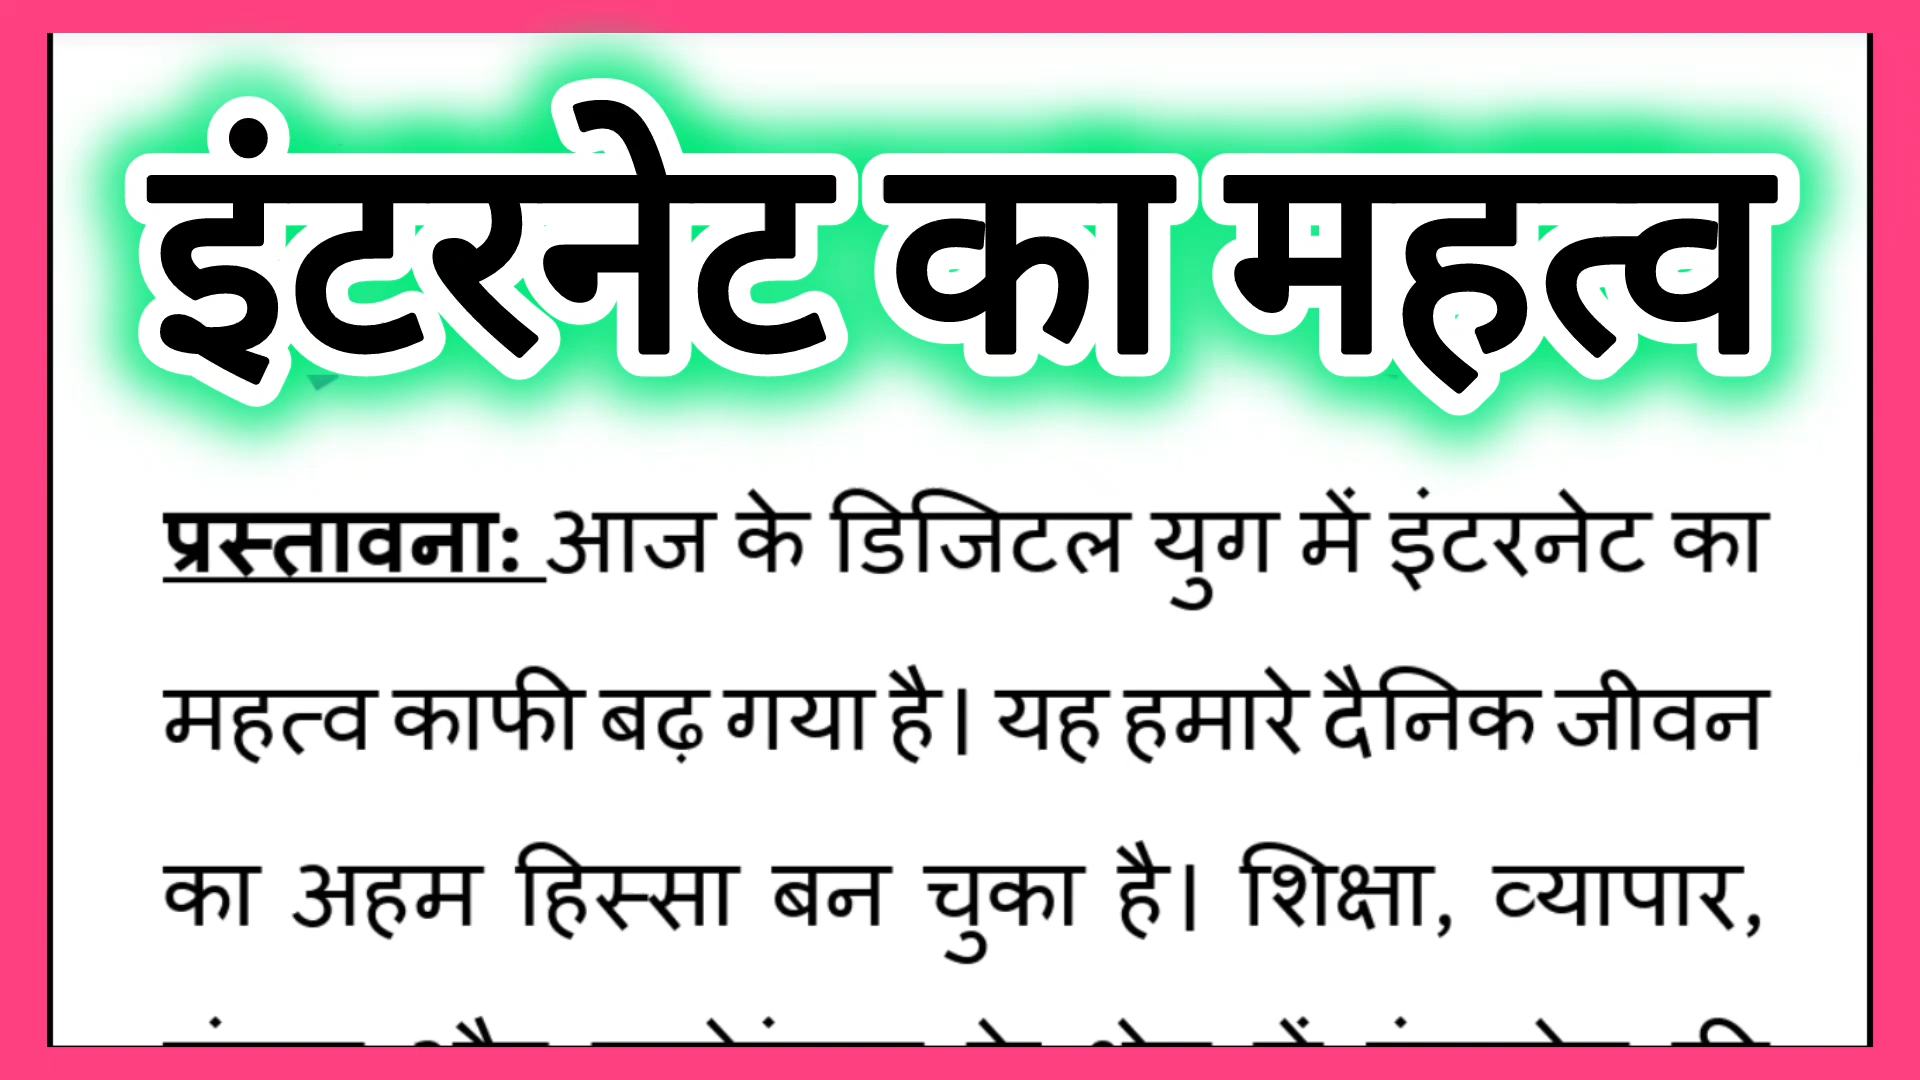 इंटरनेट का महत्व
प्रस्तावना: आज के डिजिटल युग में इंटरनेट का
महत्व काफी बढ़ गया है। यह हमारे दैनिक जीवन
का अहम हिस्सा बन चुका है। शिक्षा, व्यापार,